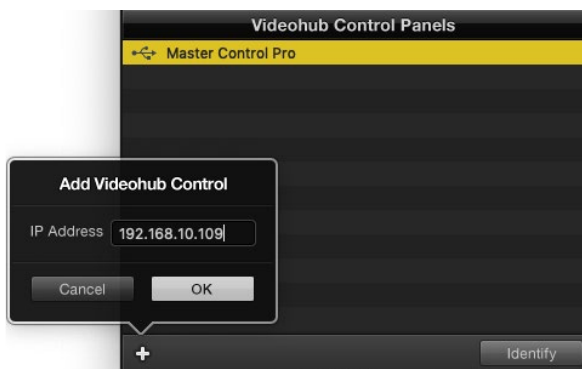 Videohub Control Panels
Master Control Pro
Add Videohub Control
IP Address 192.168.10.109
Cancel OK
+ Identify